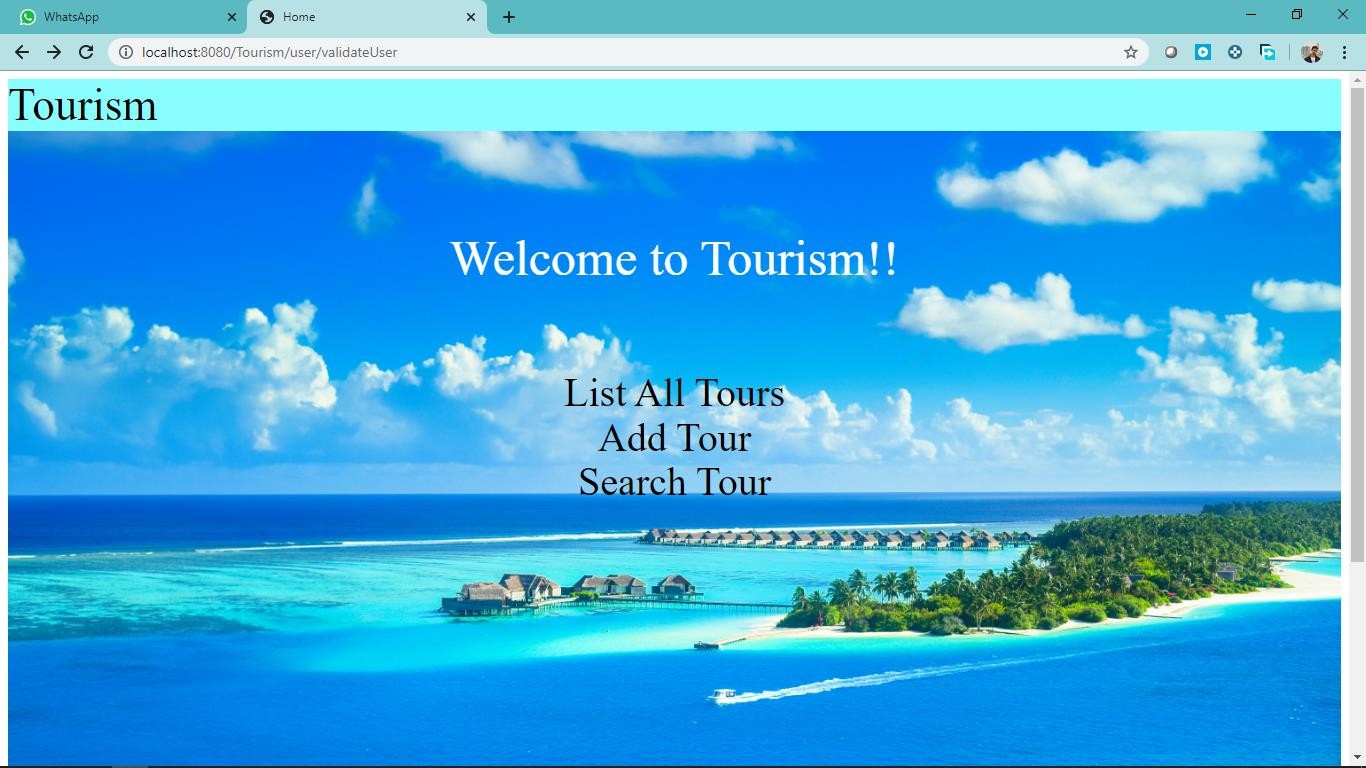 WhatsApp
Home
localhost:8080/Tourism/user/validateUser
Tourism
Welcome to Tourism!!
List All Tours
Add Tour
Search Tour